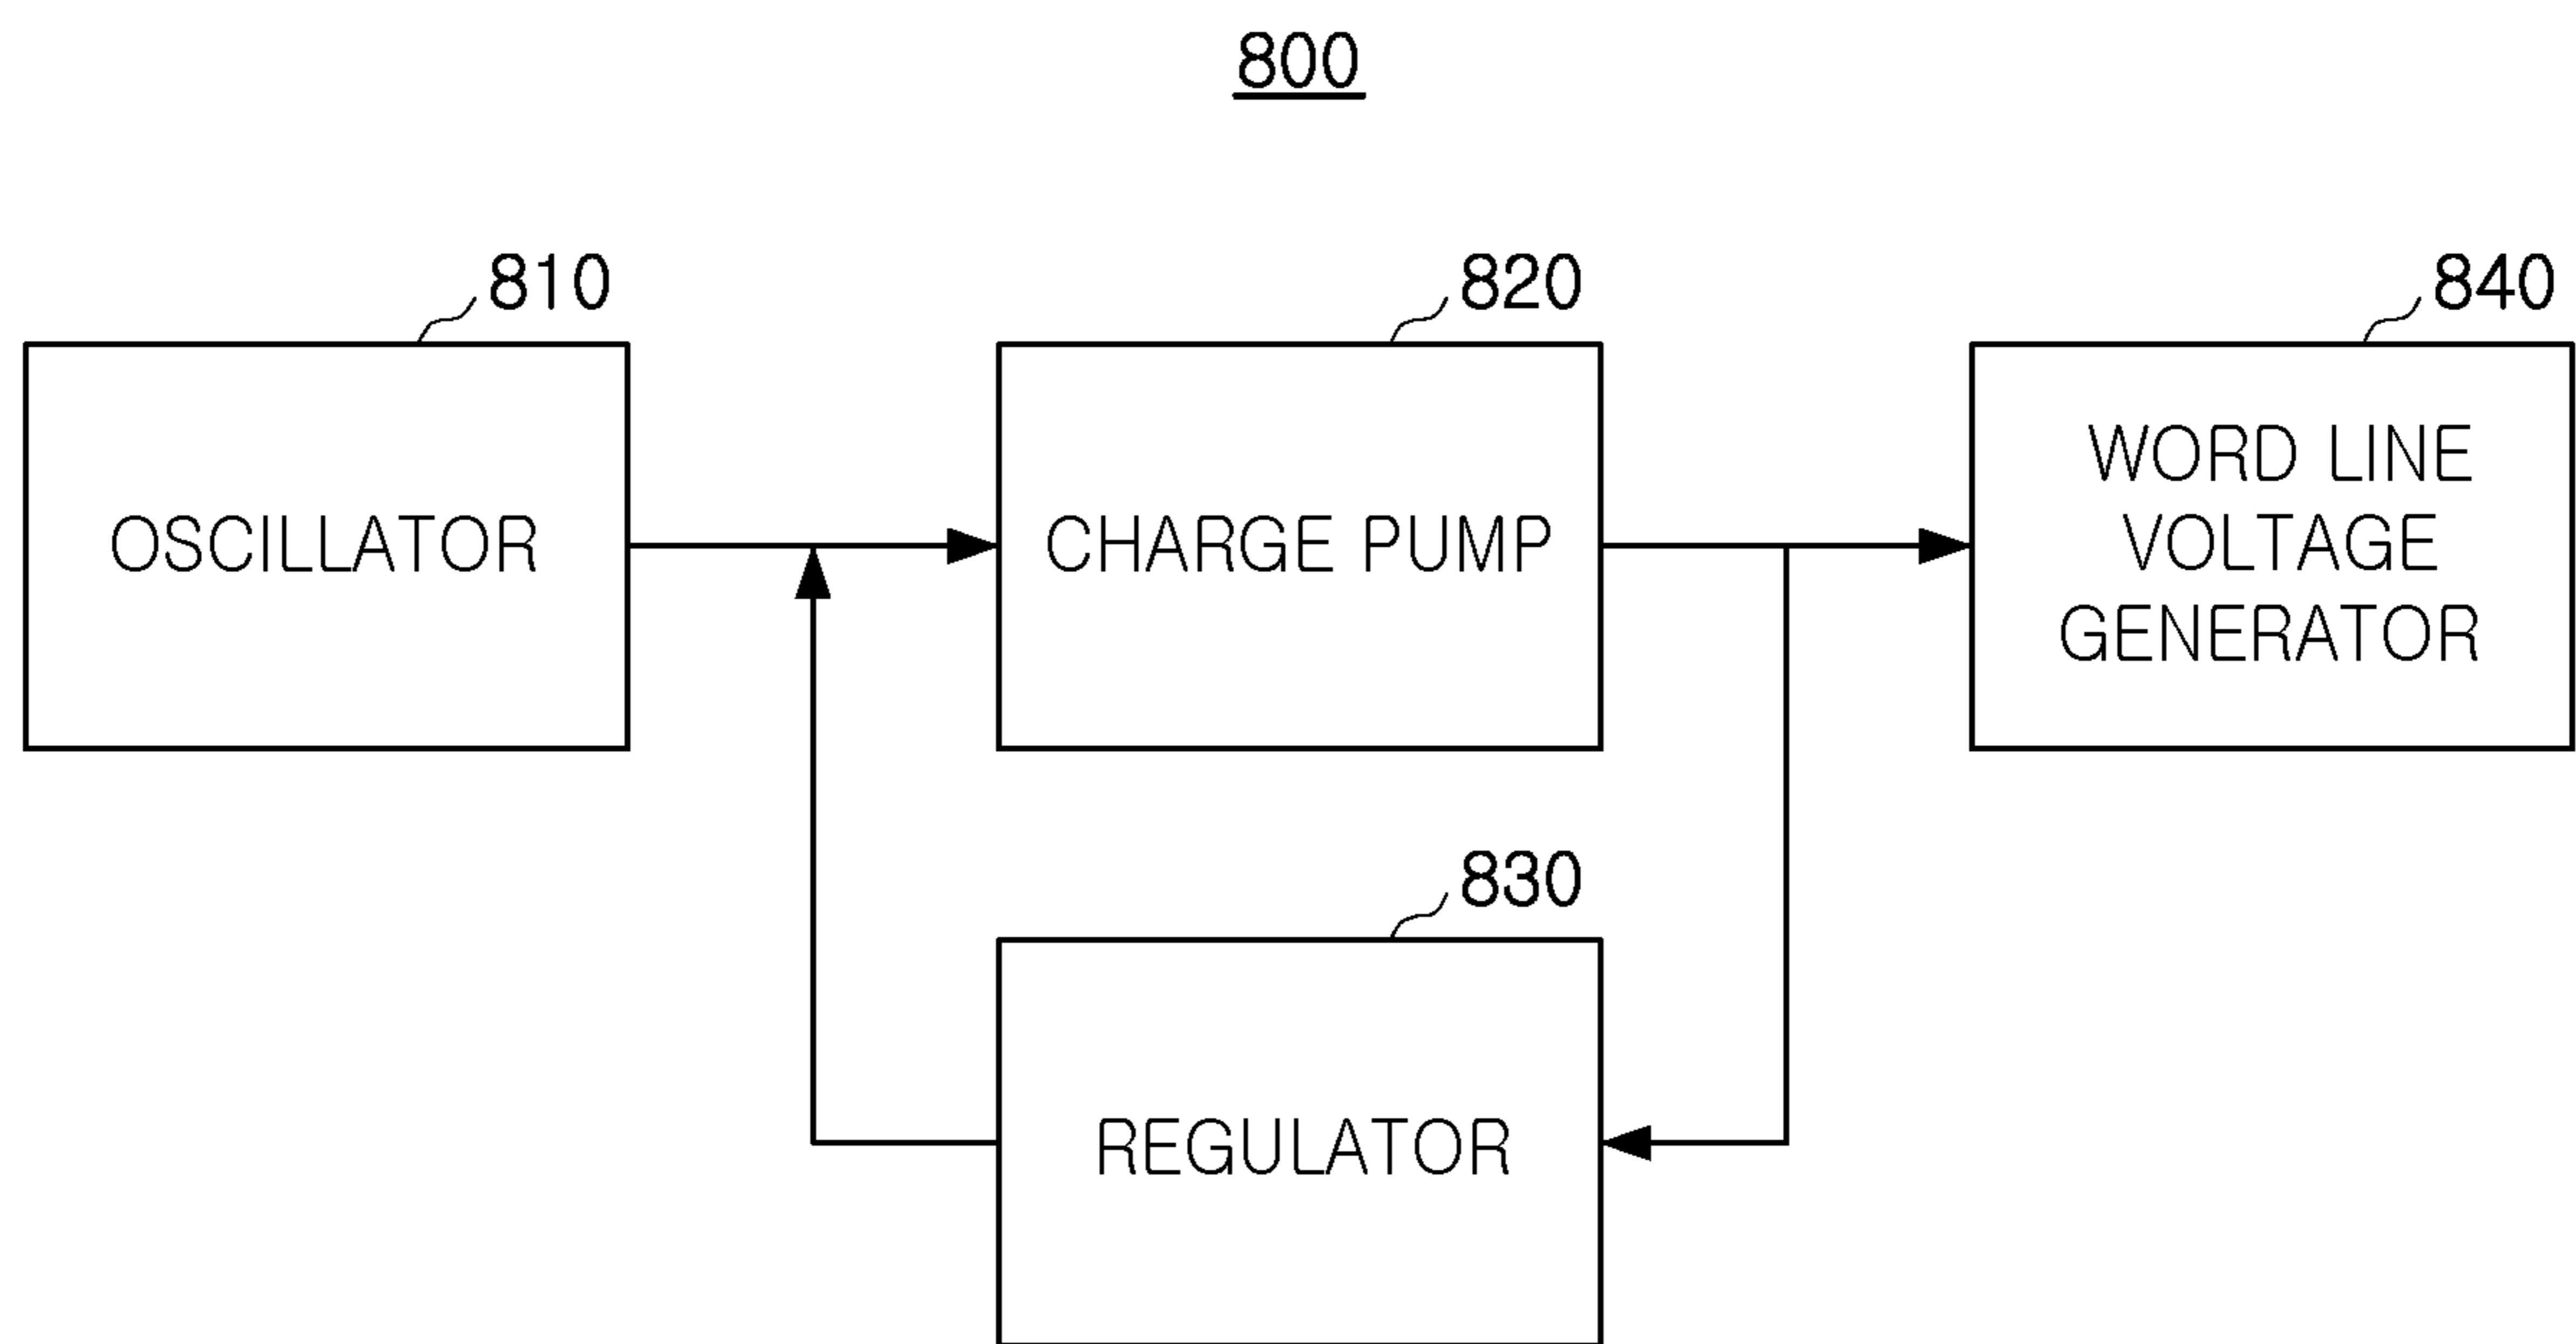 800
810
820
840
OSCILLATOR
CHARGE PUMP
WORD LINE
VOLTAGE
GENERATOR
830
REGULATOR